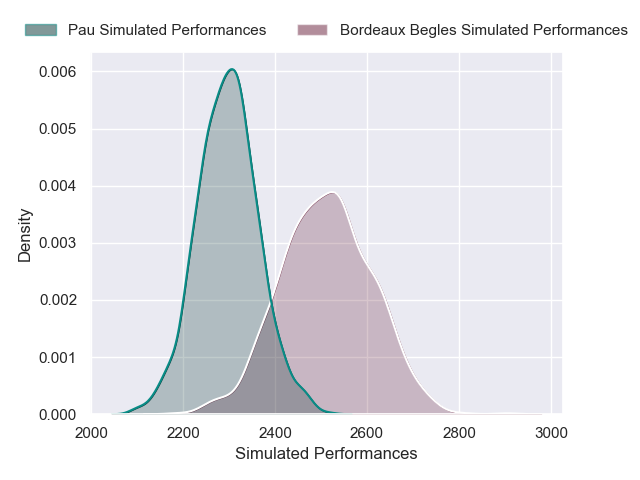 Pau Simulated Performances
Bordeaux Begles Simulated Performances
0.006
0.005
0.004
0.003
0.002
0.001
0.000
Density
2000 2200 2400 2600 2800 3000
Simulated Performances